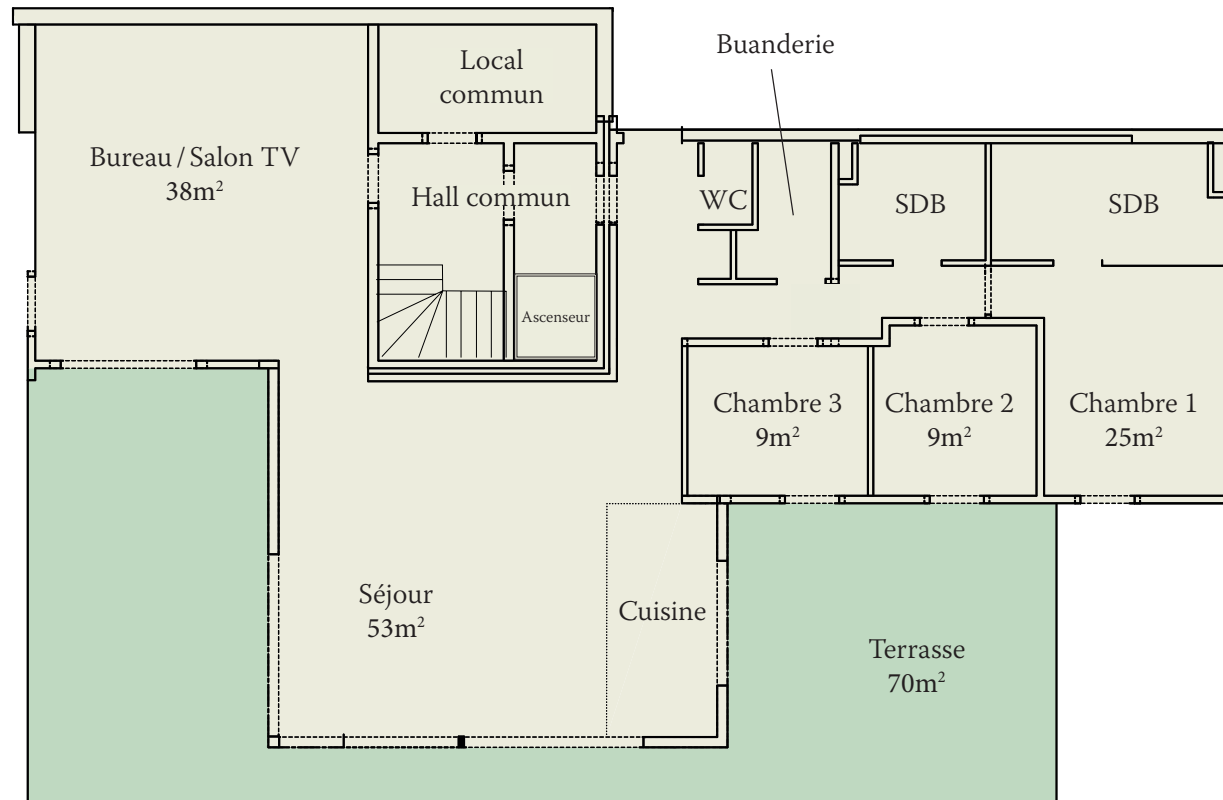 Buanderie
Local
commun
Bureau / Salon TV
38m²
Hall commun
WC
SDB
SDB
Ascenseur
Chambre 3
9m²
Chambre 2
9m²
Chambre 1
25m²
Séjour
53m²
Cuisine
Terrasse
70m²